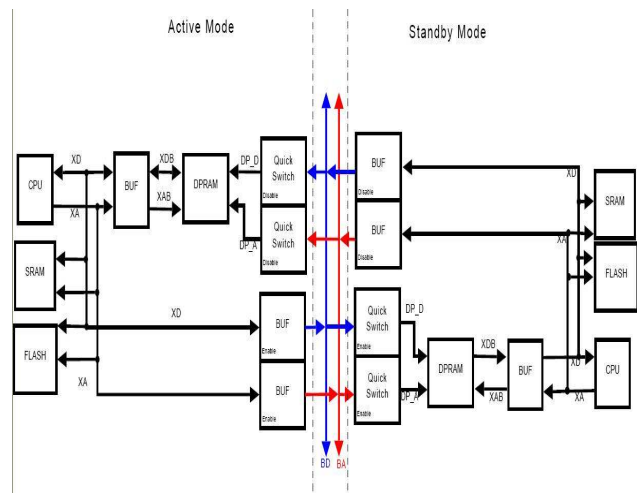 Active Mode
Standby Mode
CPU
XD
XA
BUF
XDB
XAB
DPRAM
DP_D
DP_A
Quick
Switch
Disable
Quick
Switch
Disable
BUF
Disable
BUF
Disable
XD
XA
SRAM
FLASH
SRAM
FLASH
XD
XA
BUF
Enable
BUF
Enable
Quick
Switch
Enable
Quick
Switch
Enable
DP_D
DP_A
DPRAM
XDB
XAB
BUF
XD
XA
CPU
BD
BA